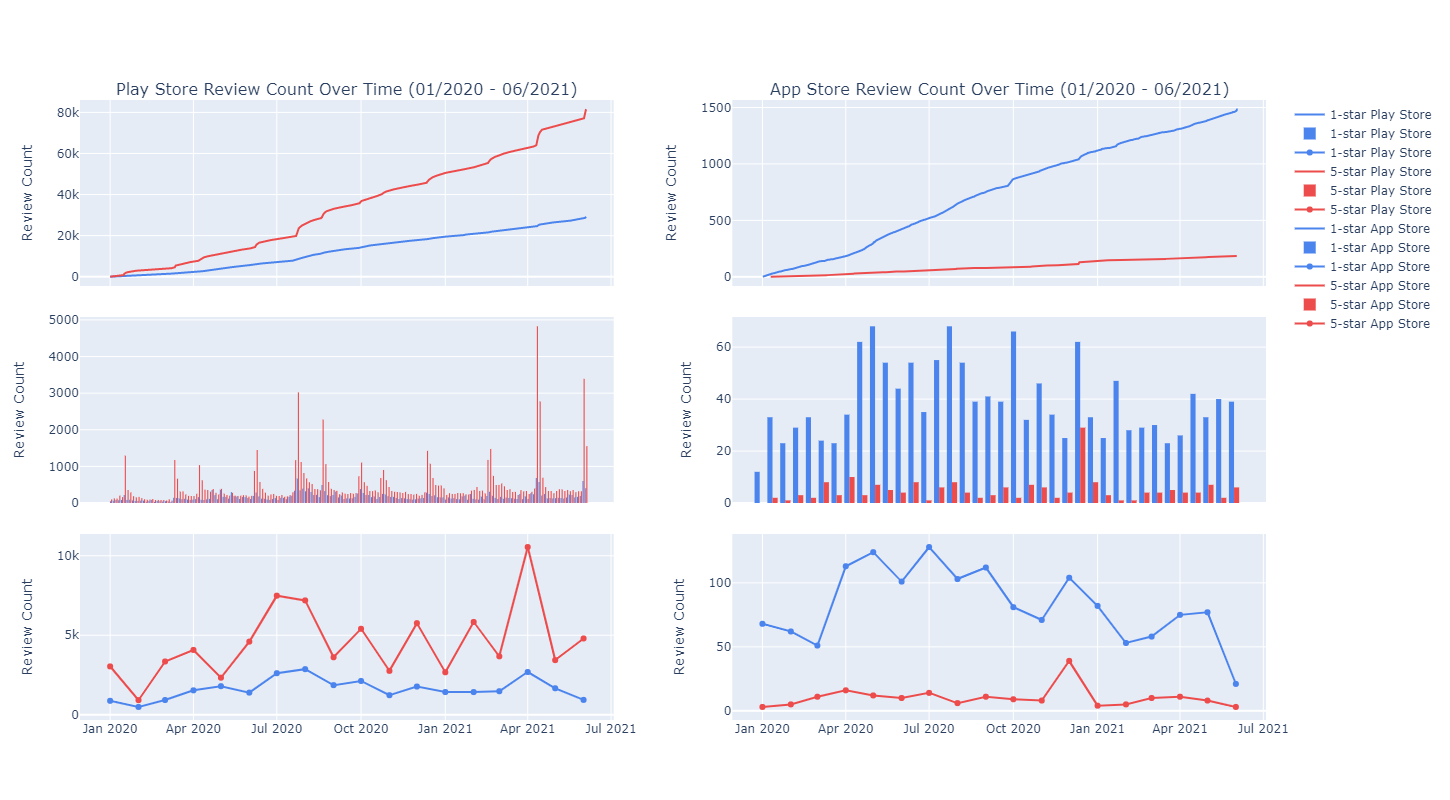 Play Store Review Count Over Time (01/2020 - 06/2021)
Review Count
80k
60k
40k
20k
0
Review Count
5000
4000
3000
2000
1000
0
Review Count
10k
5k
0
Jan 2020
Apr 2020
Jul 2020
Oct 2020
Jan 2021
Apr 2021
Jul 2021
App Store Review Count Over Time (01/2020 - 06/2021)
Review Count
1500
1000
500
0
Review Count
60
40
20
0
Review Count
100
50
0
Jan 2020
Apr 2020
Jul 2020
Oct 2020
Jan 2021
Apr 2021
Jul 2021
1-star Play Store
1-star Play Store
1-star Play Store
5-star Play Store
5-star Play Store
5-star Play Store
1-star App Store
1-star App Store
1-star App Store
5-star App Store
5-star App Store
5-star App Store